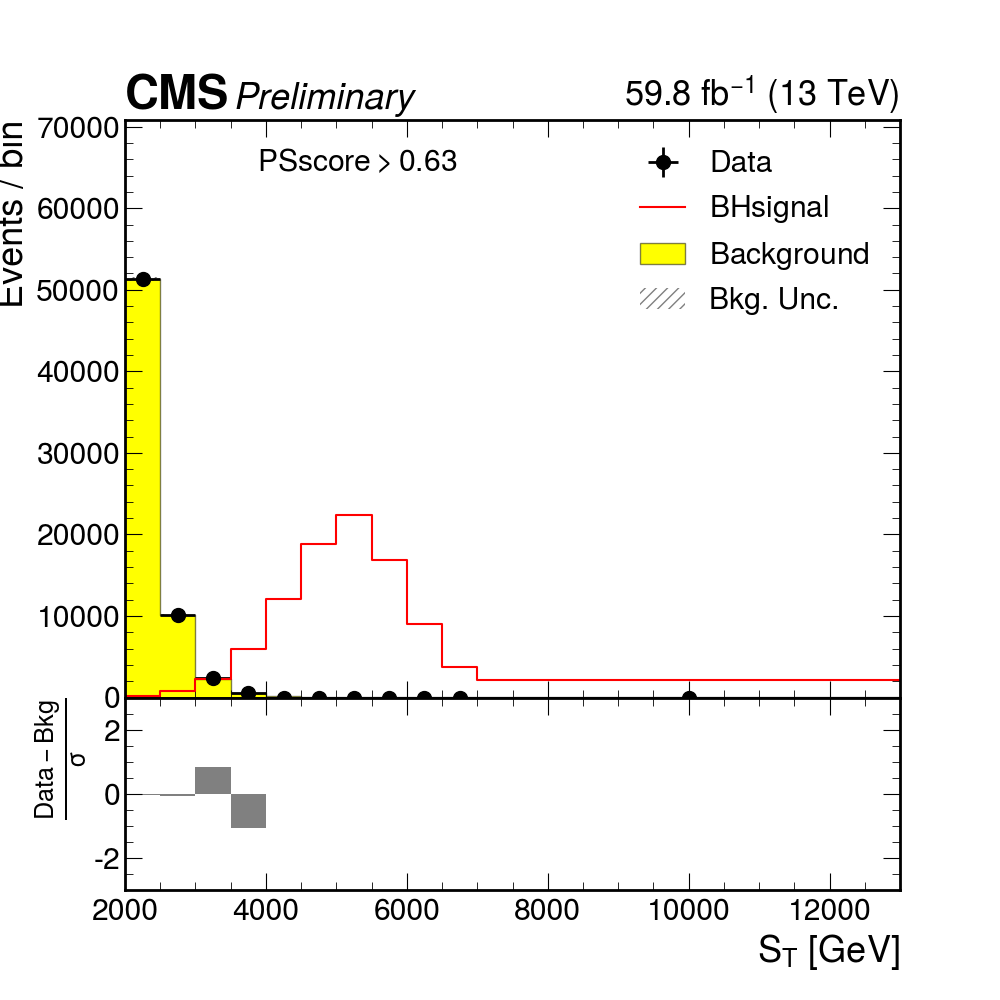 CMS Preliminary
59.8 fb⁻¹ (13 TeV)
Events / bin
70000
60000
50000
40000
30000
20000
10000
0
PSscore > 0.63
Data
BHsignal
Background
Bkg. Unc.
Data − Bkg
σ
2
0
-2
2000 4000 6000 8000 10000 12000
S_T [GeV]